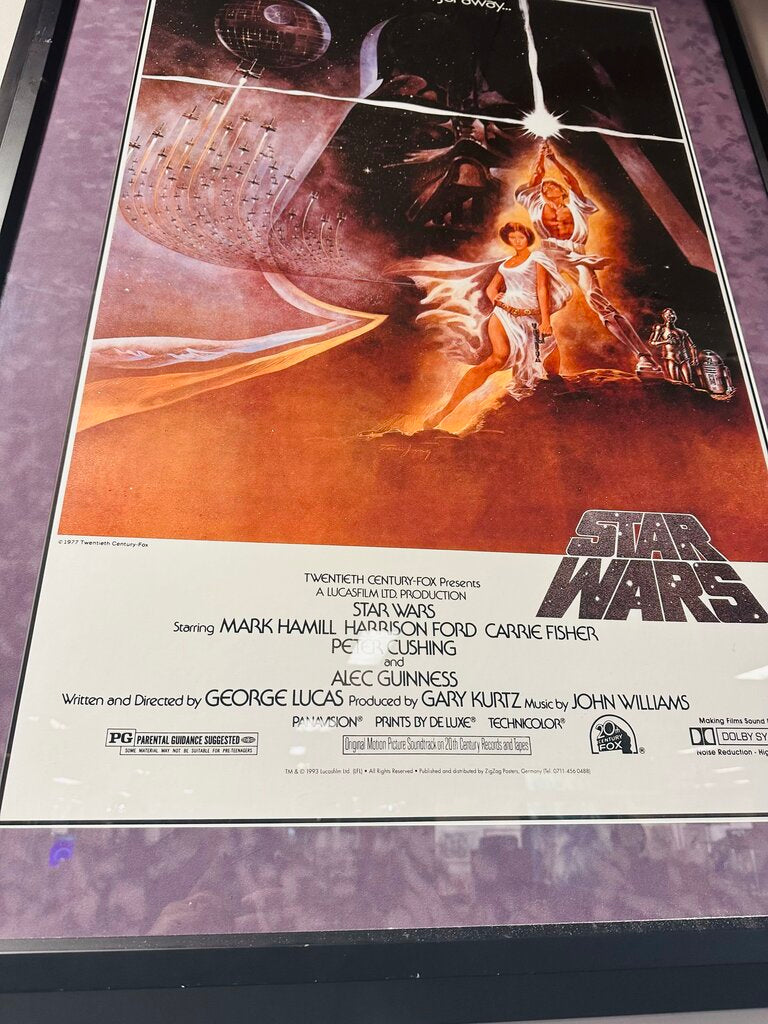 far away...
© 1977 Twentieth Century-Fox
STAR
WARS
TWENTIETH CENTURY-FOX Presents
A LUCASFILM LTD. PRODUCTION
STAR WARS
Starring MARK HAMILL HARRISON FORD CARRIE FISHER
PETER CUSHING
and
ALEC GUINNESS
Written and Directed by GEORGE LUCAS Produced by GARY KURTZ Music by JOHN WILLIAMS
PANAVISION® PRINTS BY DE LUXE® TECHNICOLOR®
PG PARENTAL GUIDANCE SUGGESTED
SOME MATERIAL MAY NOT BE SUITABLE FOR PRE-TEENAGERS
Original Motion Picture Soundtrack on 20th Century Records and Tapes
20th
CENTURY
FOX
®
Making Films Sound
DOLBY SY
Noise Reduction · Hig
TM & © 1993 Lucasfilm Ltd. (LFL) • All Rights Reserved • Published and distributed by ZigZag Posters, Germany (Tel. 0711 456 0488)